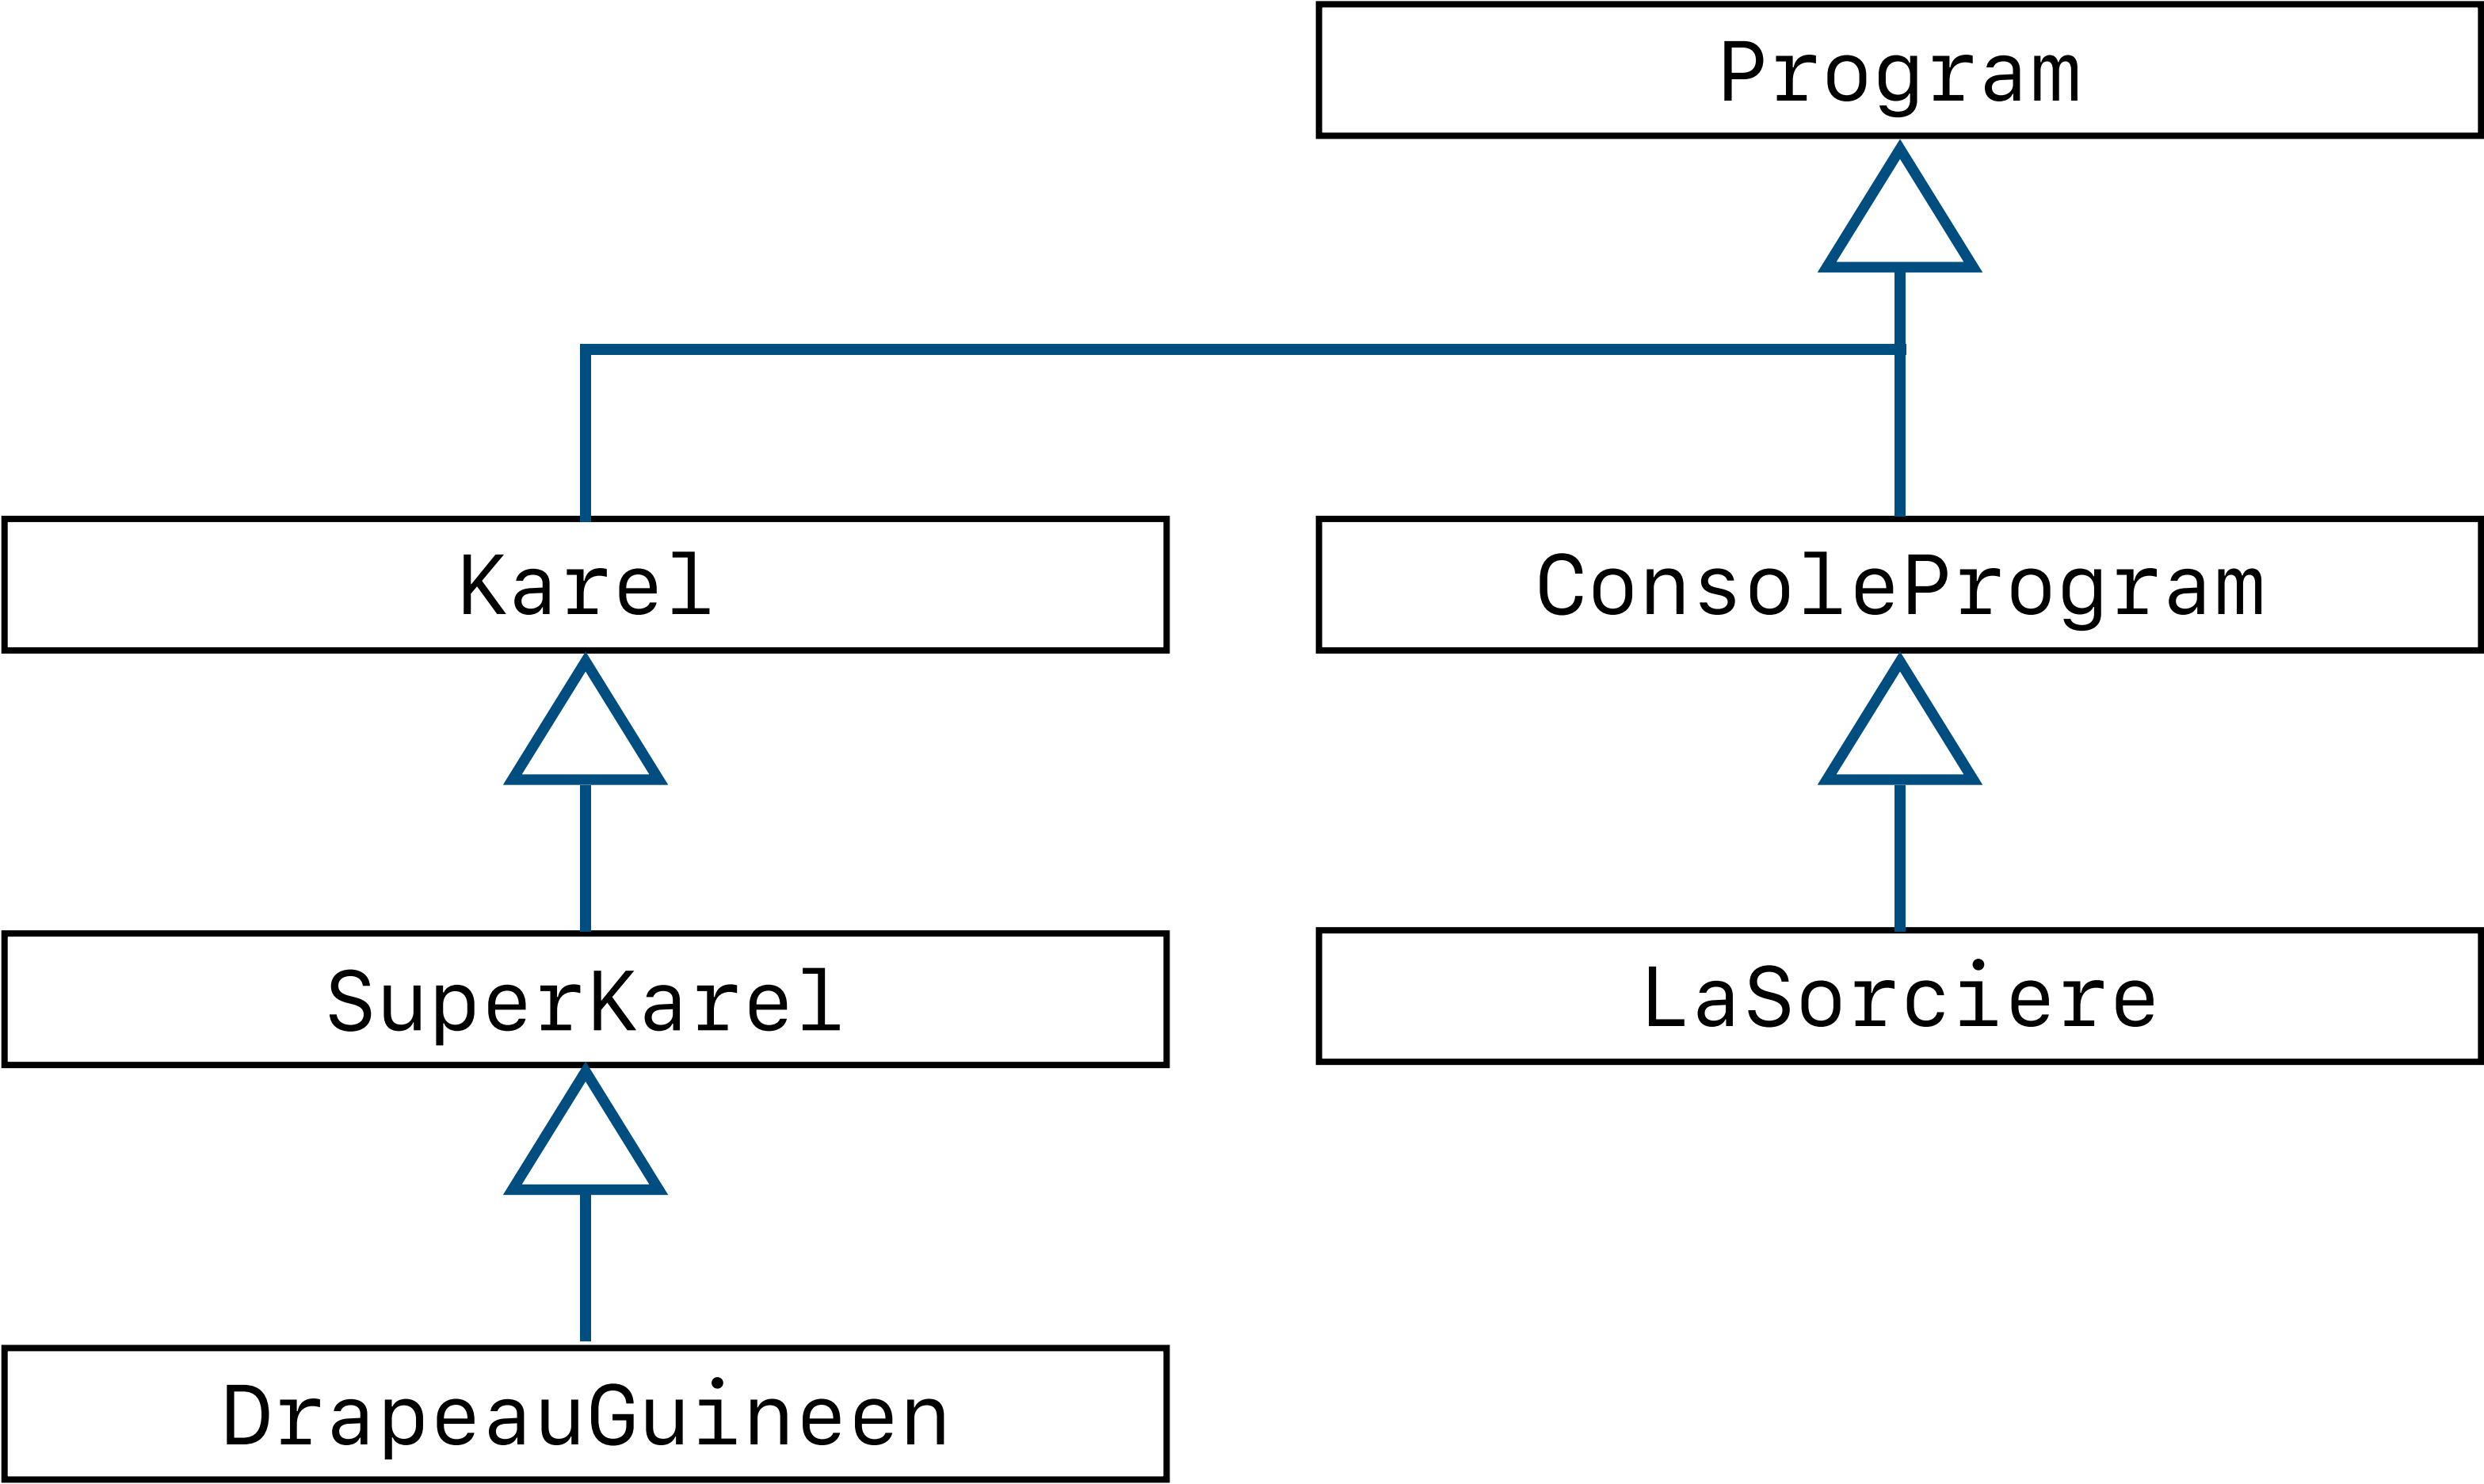 Program
Karel
ConsoleProgram
SuperKarel
LaSorciere
DrapeauGuineen